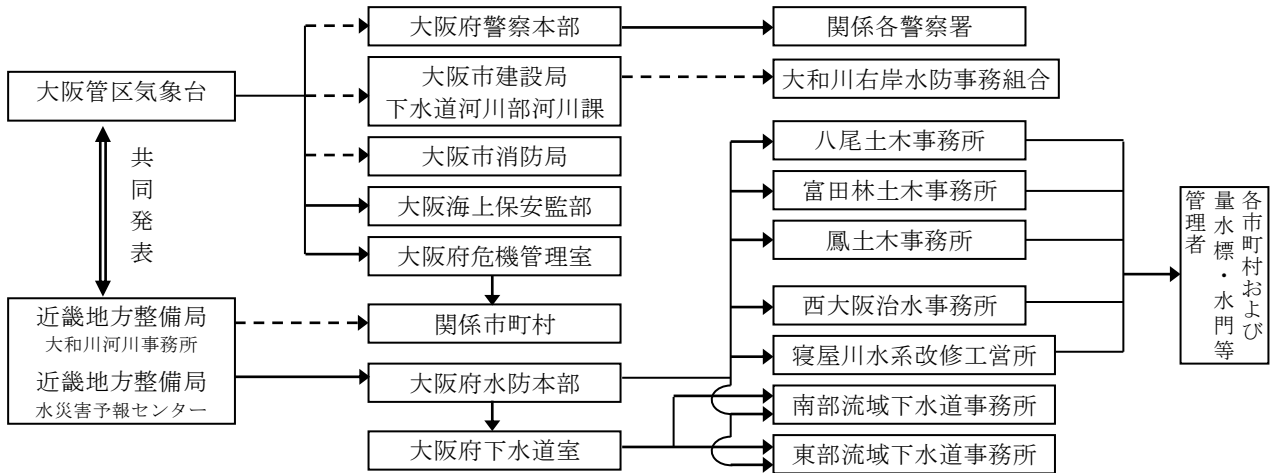 大阪管区気象台
共同発表
近畿地方整備局
大和川河川事務所
近畿地方整備局
水災害予報センター
大阪府警察本部
大阪市建設局
下水道河川部河川課
大阪市消防局
大阪海上保安監部
大阪府危機管理室
関係市町村
大阪府水防本部
大阪府下水道室
関係各警察署
大和川右岸水防事務組合
八尾土木事務所
富田林土木事務所
鳳土木事務所
西大阪治水事務所
寝屋川水系改修工営所
南部流域下水道事務所
東部流域下水道事務所
各市町村および
量水標・水門等
管理者